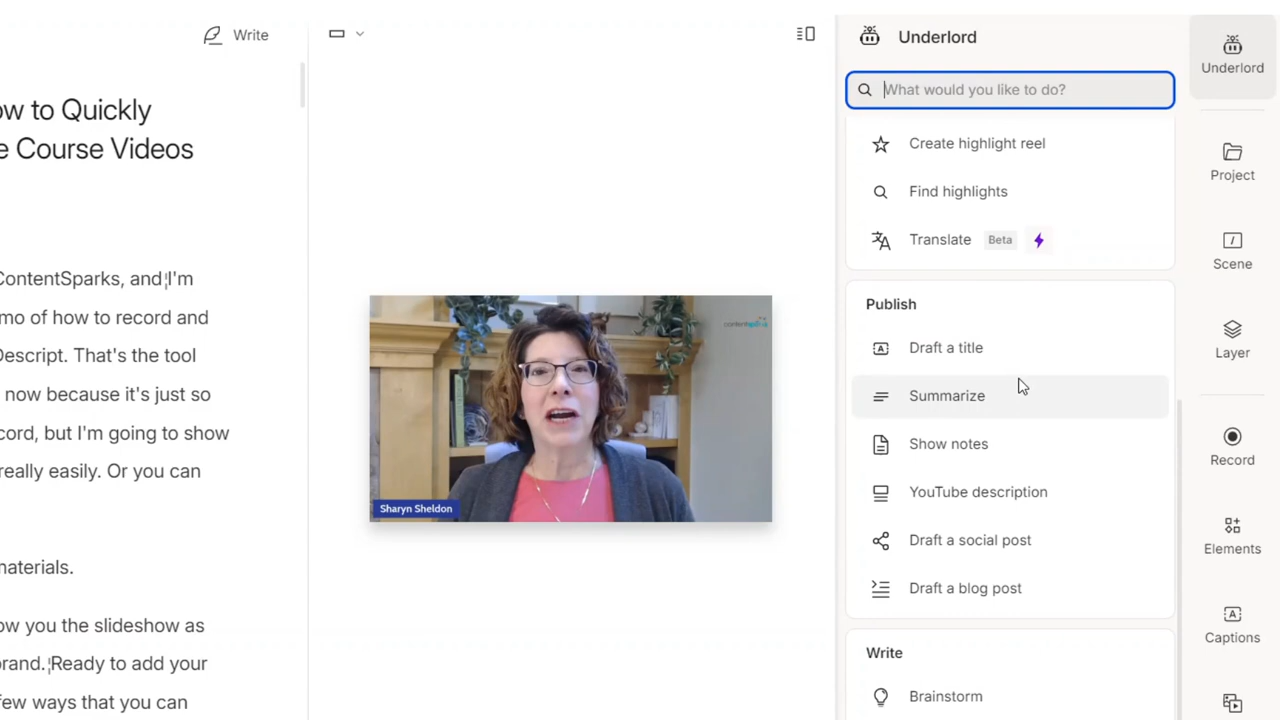 Write
ow to Quickly
e Course Videos
ContentSparks, and I'm
mo of how to record and
Descript. That's the tool
now because it's just so
cord, but I'm going to show
really easily. Or you can
naterials.
ow you the slideshow as
brand. Ready to add your
few ways that you can
contentsparks
Sharyn Sheldon
Underlord
What would you like to do?
Create highlight reel
Find highlights
Translate Beta
Publish
Draft a title
Summarize
Show notes
YouTube description
Draft a social post
Draft a blog post
Write
Brainstorm
Underlord
Project
Scene
Layer
Record
Elements
Captions